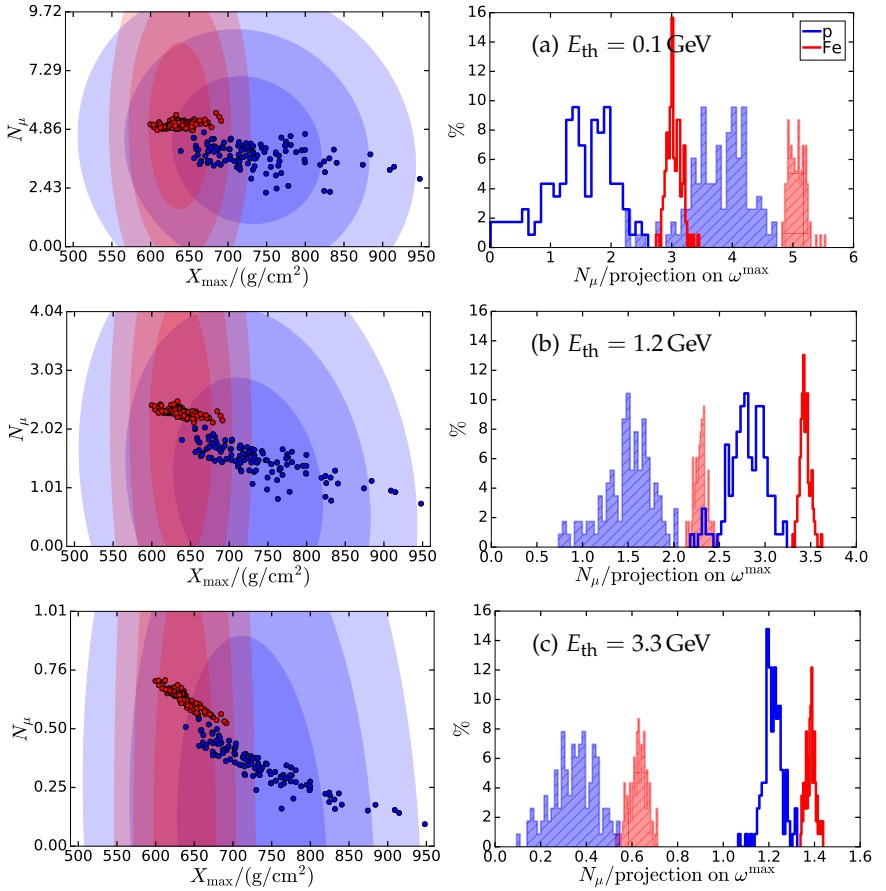 9.72
7.29
4.86
2.43
0.00
N_μ
500 550 600 650 700 750 800 850 900 950
X_max/(g/cm²)
16
14
12
10
8
6
4
2
0
%
(a) E_th = 0.1 GeV
p
Fe
0 1 2 3 4 5 6
N_μ/projection on ω^max
4.04
3.03
2.02
1.01
0.00
N_μ
500 550 600 650 700 750 800 850 900 950
X_max/(g/cm²)
16
14
12
10
8
6
4
2
0
%
(b) E_th = 1.2 GeV
0.0 0.5 1.0 1.5 2.0 2.5 3.0 3.5 4.0
N_μ/projection on ω^max
1.01
0.76
0.50
0.25
0.00
N_μ
500 550 600 650 700 750 800 850 900 950
X_max/(g/cm²)
16
14
12
10
8
6
4
2
0
%
(c) E_th = 3.3 GeV
0.0 0.2 0.4 0.6 0.8 1.0 1.2 1.4 1.6
N_μ/projection on ω^max